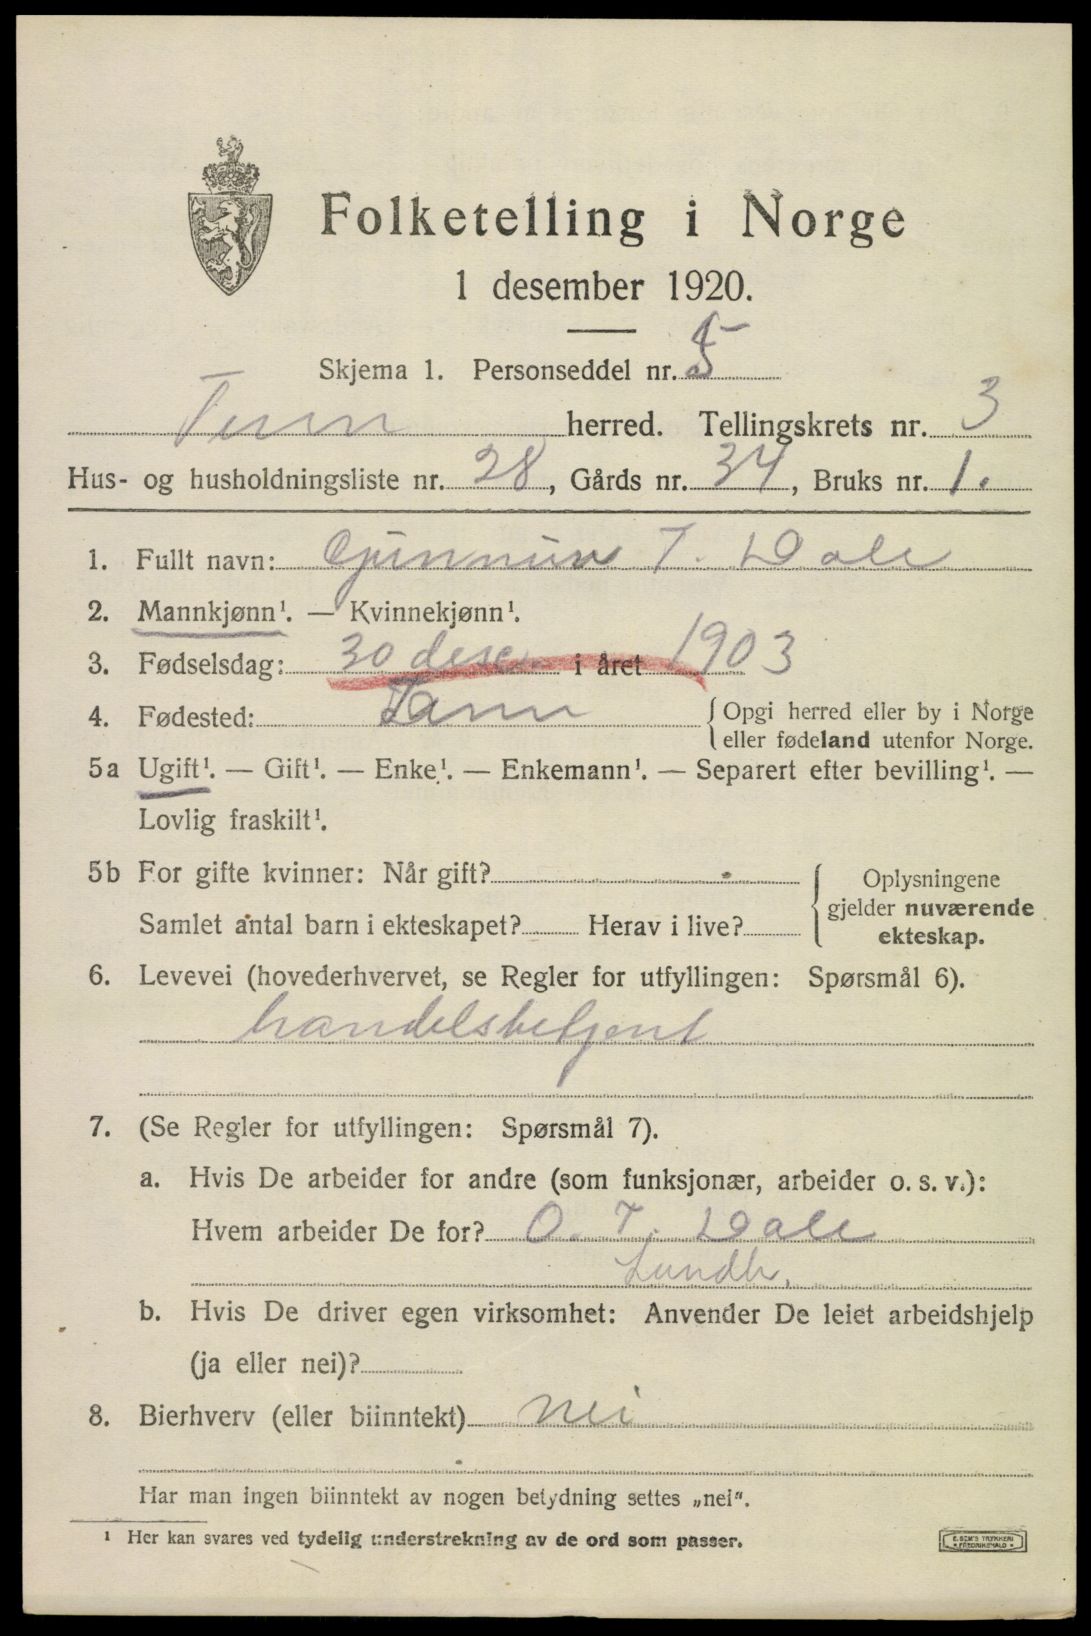 Folketelling i Norge
1 desember 1920.
Skjema 1. Personseddel nr. 5
Tinn herred. Tellingskrets nr. 3
Hus- og husholdningsliste nr. 28, Gårds nr. 34, Bruks nr. 1.
1. Fullt navn: T. Dale
2. Mannkjønn¹. — Kvinnekjønn¹.
3. Fødselsdag: 30 desem i året 1903
4. Fødested: {Opgi herred eller by i Norge
eller fødeland utenfor Norge.
5a Ugift¹. — Gift¹. — Enke¹. — Enkemann¹. — Separert efter bevilling¹. —
Lovlig fraskilt¹.
5b For gifte kvinner: Når gift? Oplysningene
gjelder nuværende
Samlet antal barn i ekteskapet? Herav i live?
ekteskap.
6. Levevei (hovederhvervet, se Regler for utfyllingen: Spørsmål 6).
handelsbetjent
7. (Se Regler for utfyllingen: Spørsmål 7).
a. Hvis De arbeider for andre (som funksjonær, arbeider o. s. v.):
Hvem arbeider De for? O. T. Dale
Landh.
b. Hvis De driver egen virksomhet: Anvender De leiet arbeidshjelp
(ja eller nei)?
8. Bierhverv (eller biinntekt) nei
Har man ingen biinntekt av nogen betydning settes „nei“.
¹ Her kan svares ved tydelig understrekning av de ord som passer.
E. SEM'S TRYKKERI
• FREDRIKSHALD •